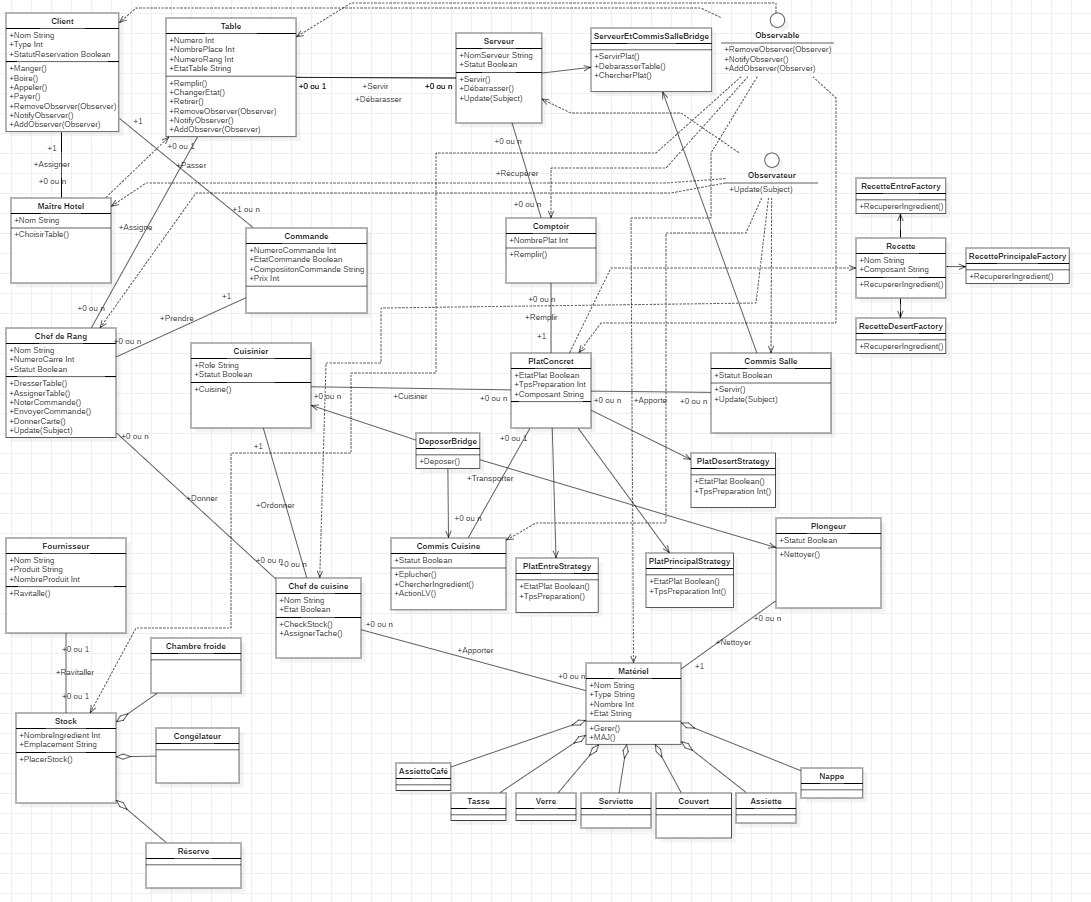 Client
+Nom String
+Type Int
+StatutReservation Boolean
+Manger()
+Boire()
+Appeler()
+Payer()
+RemoveObserver(Observer)
+NotifyObserver()
+AddObserver(Observer)
Table
+Numero Int
+NombrePlace Int
+NumeroRang Int
+EtatTable String
+Remplir()
+ChangerEtat()
+Retirer()
+RemoveObserver(Observer)
+NotifyObserver()
+AddObserver(Observer)
+0 ou 1
+Servir
+0 ou n
+Débarasser
Serveur
+NomServeur String
+Statut Boolean
+Servir()
+Débarrasser()
+Update(Subject)
ServeurEtCommisSalleBridge
+ServirPlat()
+DebarasserTable()
+ChercherPlat()
Observable
+RemoveObserver(Observer)
+NotifyObserver()
+AddObserver(Observer)
+1
+Assigner
+0 ou n
+1
+0 ou 1
+Passer
+1 ou n
+0 ou n
+Récuperer
+0 ou n
Observateur
+Update(Subject)
Maître Hotel
+Nom String
+ChoisirTable()
+Assigne
+0 ou n
Commande
+NumeroCommande Int
+EtatCommande Boolean
+CompositonCommande String
+Prix Int
+1
+Prendre
+0 ou n
Comptoir
+NombrePlat Int
+Remplir()
+0 ou n
+Remplir
+1
RecetteEntreFactory
+RecupererIngredient()
Recette
+Nom String
+Composant String
+RecupererIngredient()
RecettePrincipaleFactory
+RecupererIngredient()
RecetteDesertFactory
+RecupererIngredient()
Chef de Rang
+Nom String
+NumeroCarre Int
+Statut Boolean
+DresserTable()
+AssignerTable()
+NoterCommande()
+EnvoyerCommande()
+DonnerCarte()
+Update(Subject)
+0 ou n
+Donner
+0 ou n
Cuisinier
+Role String
+Statut Boolean
+Cuisine()
+0 ou n
+Cuisiner
+0 ou n
+1
+Ordonner
+0 ou n
PlatConcret
+EtatPlat Boolean
+TpsPreparation Int
+Composant String
+0 ou n
+Apporte
+0 ou n
Commis Salle
+Statut Boolean
+Servir()
+Update(Subject)
DeposerBridge
+Deposer()
+0 ou 1
+Transporter
+0 ou n
PlatDesertStrategy
+EtatPlat Boolean()
+TpsPreparation Int()
Commis Cuisine
+Statut Boolean
+Eplucher()
+ChercherIngredient()
+ActionLV()
PlatEntreStrategy
+EtatPlat Boolean()
+TpsPreparation()
PlatPrincipalStrategy
+EtatPlat Boolean()
+TpsPreparation Int()
Plongeur
+Statut Boolean
+Nettoyer()
+0 ou n
+Nettoyer
+1
Fournisseur
+Nom String
+Produit String
+NombreProduit Int
+Ravitalle()
+0 ou 1
+Ravitaller
+0 ou 1
Chef de cuisine
+Nom String
+Etat Boolean
+CheckStock()
+AssignerTache()
+0 ou n
+Apporter
+0 ou n
Chambre froide
Stock
+NombreIngredient Int
+Emplacement String
+PlacerStock()
Congélateur
Réserve
Matériel
+Nom String
+Type String
+Nombre Int
+Etat String
+Gerer()
+MAJ()
AssietteCafé
Tasse
Verre
Serviette
Couvert
Assiette
Nappe